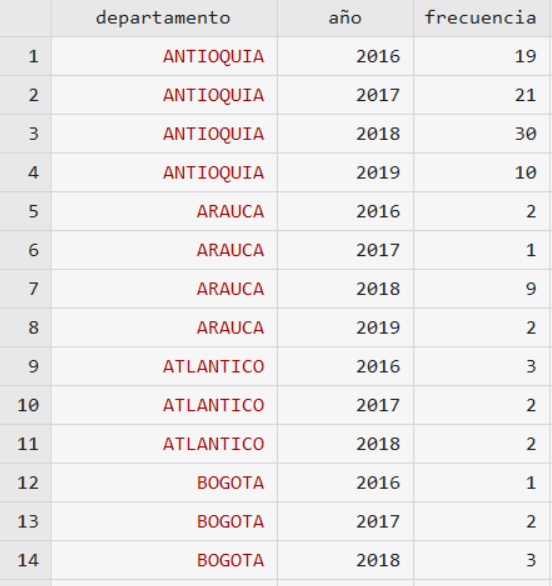 departamento año frecuencia
1 ANTIOQUIA 2016 19
2 ANTIOQUIA 2017 21
3 ANTIOQUIA 2018 30
4 ANTIOQUIA 2019 10
5 ARAUCA 2016 2
6 ARAUCA 2017 1
7 ARAUCA 2018 9
8 ARAUCA 2019 2
9 ATLANTICO 2016 3
10 ATLANTICO 2017 2
11 ATLANTICO 2018 2
12 BOGOTA 2016 1
13 BOGOTA 2017 2
14 BOGOTA 2018 3